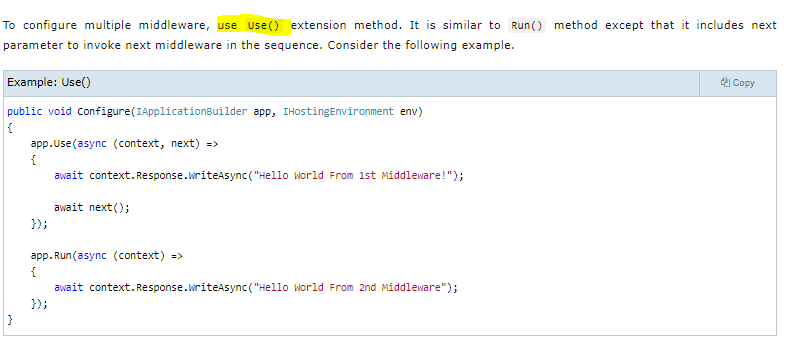 To configure multiple middleware, use Use() extension method. It is similar to Run() method except that it includes next
parameter to invoke next middleware in the sequence. Consider the following example.
Example: Use()
Copy
public void Configure(IApplicationBuilder app, IHostingEnvironment env)
{
    app.Use(async (context, next) =>
    {
        await context.Response.WriteAsync("Hello World From 1st Middleware!");
        await next();
    });
    app.Run(async (context) =>
    {
        await context.Response.WriteAsync("Hello World From 2nd Middleware");
    });
}